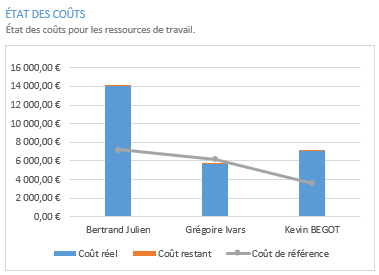 ÉTAT DES COÛTS
État des coûts pour les ressources de travail.
16 000,00 €
14 000,00 €
12 000,00 €
10 000,00 €
8 000,00 €
6 000,00 €
4 000,00 €
2 000,00 €
0,00 €
Bertrand Julien Grégoire Ivars Kevin BEGOT
Coût réel Coût restant Coût de référence